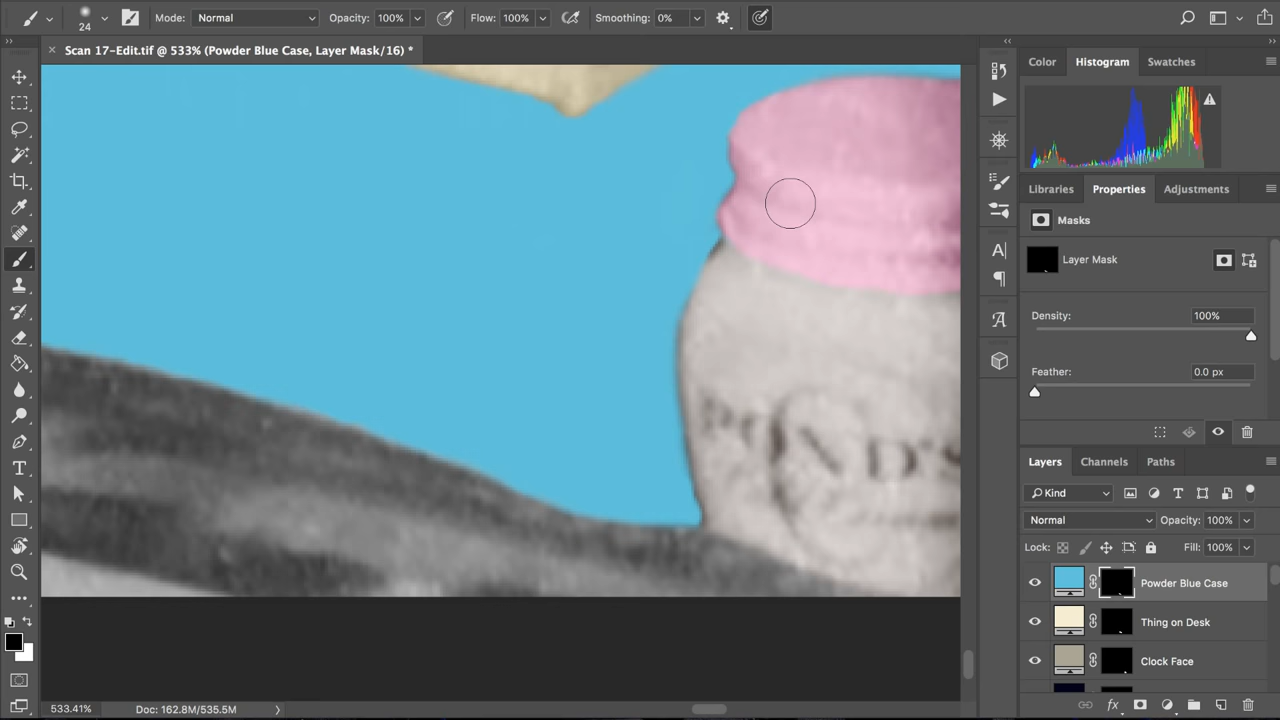 24
Mode: Normal
Opacity: 100%
Flow: 100%
Smoothing: 0%
Scan 17-Edit.tif @ 533% (Powder Blue Case, Layer Mask/16) *
Color
Histogram
Swatches
Libraries
Properties
Adjustments
Masks
Layer Mask
Density: 100%
Feather: 0.0 px
Layers
Channels
Paths
Kind
Normal
Opacity: 100%
Lock:
Fill: 100%
Powder Blue Case
Thing on Desk
Clock Face
POND'S
533.41%
Doc: 162.8M/535.5M